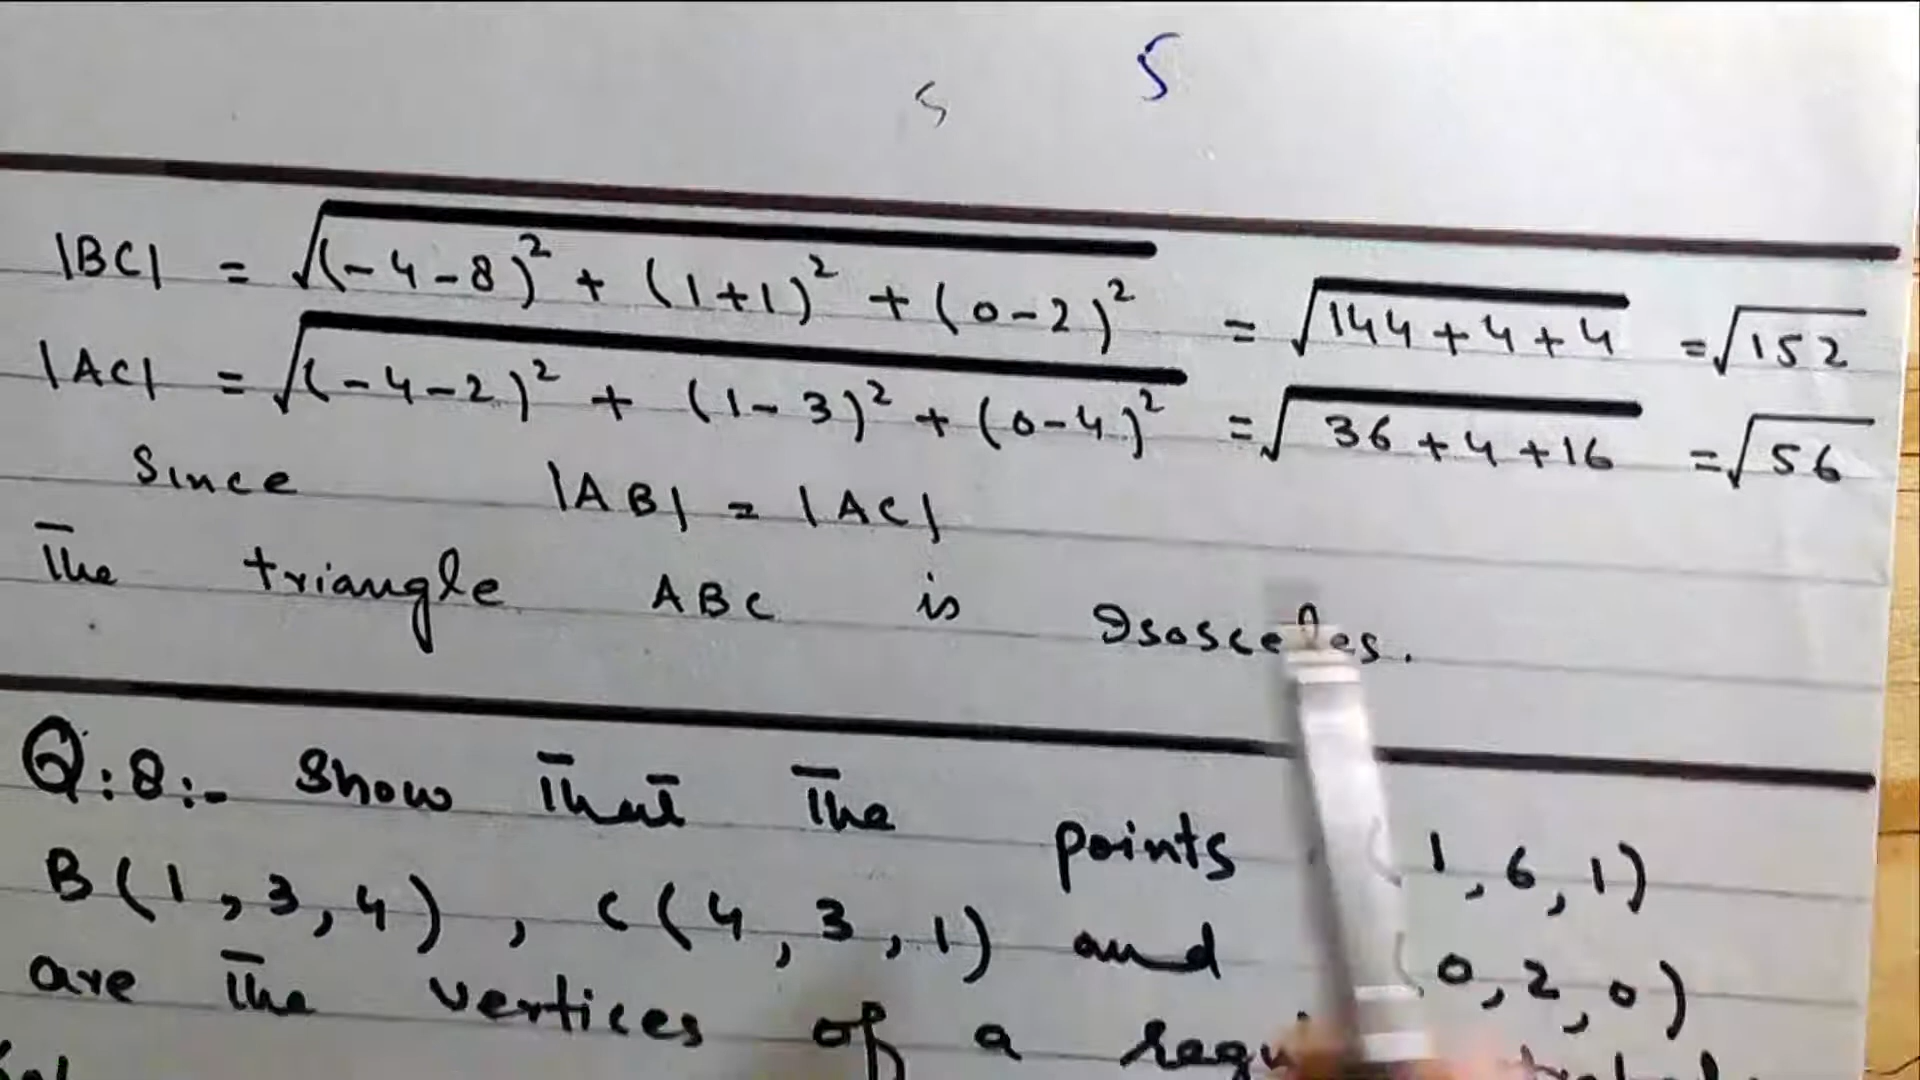 S S
|BC| = √(-4-8)² + (1+1)² + (0-2)² = √144+4+4 = √152
|AC| = √(-4-2)² + (1-3)² + (0-4)² = √36+4+16 = √56
Since |AB| = |AC|
The triangle ABC is Isosceles.
Q:8:- Show That The points (1,6,1)
B(1,3,4), C(4,3,1) and (0,2,0)
are The vertices of a